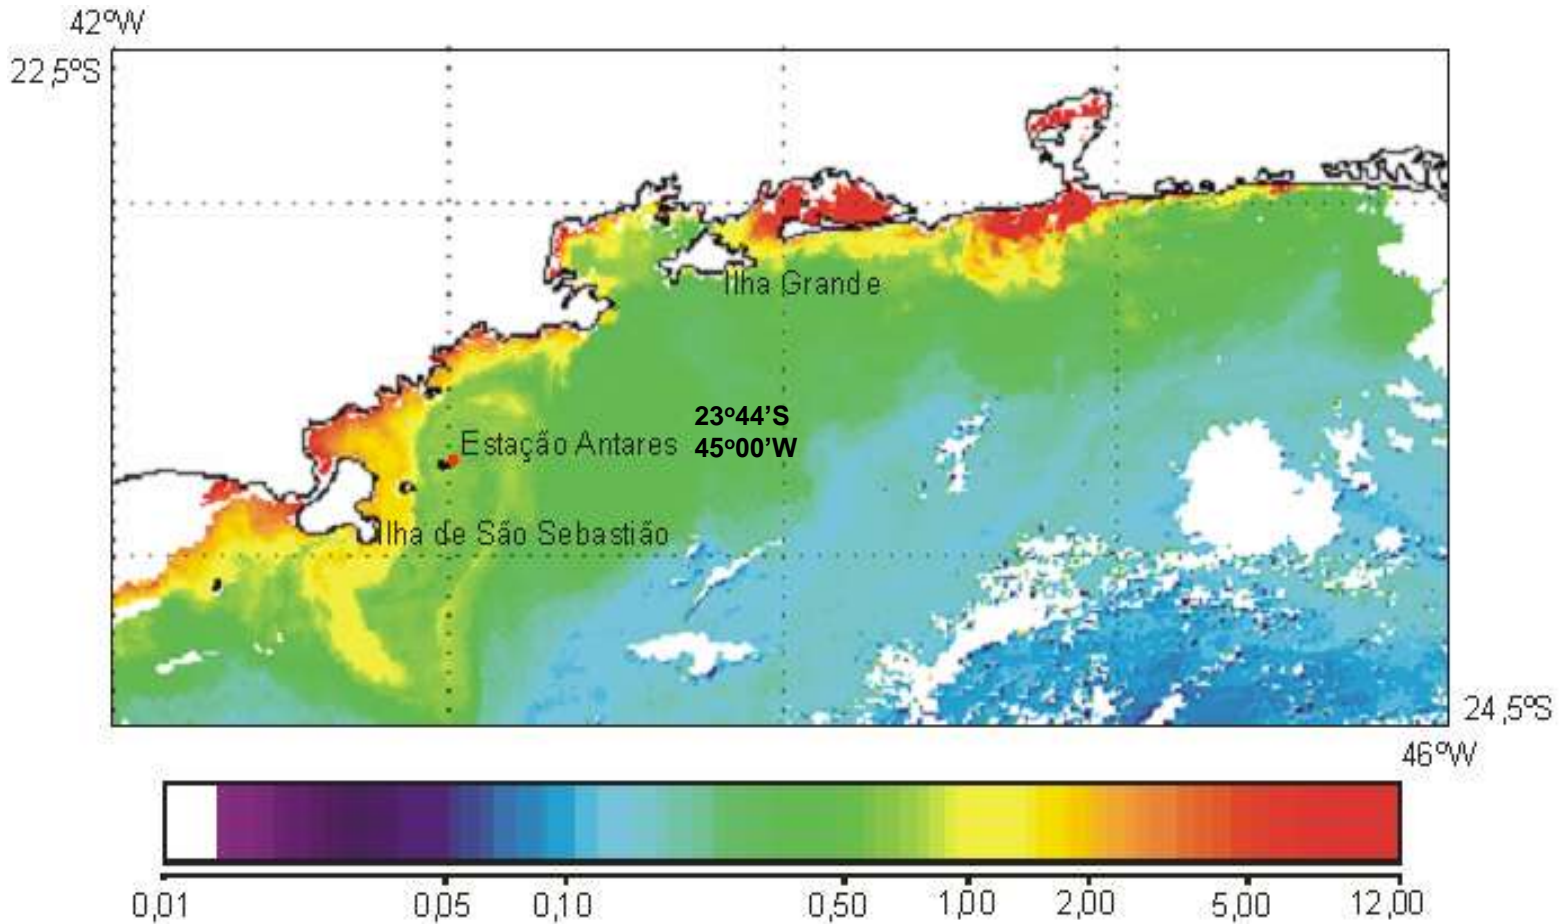 42ºW
22,5ºS
Ilha Grande
23º44’S
Estação Antares
45º00’W
Ilha de São Sebastião
24,5ºS
46ºW
0,01 0,05 0,10 0,50 1,00 2,00 5,00 12,00